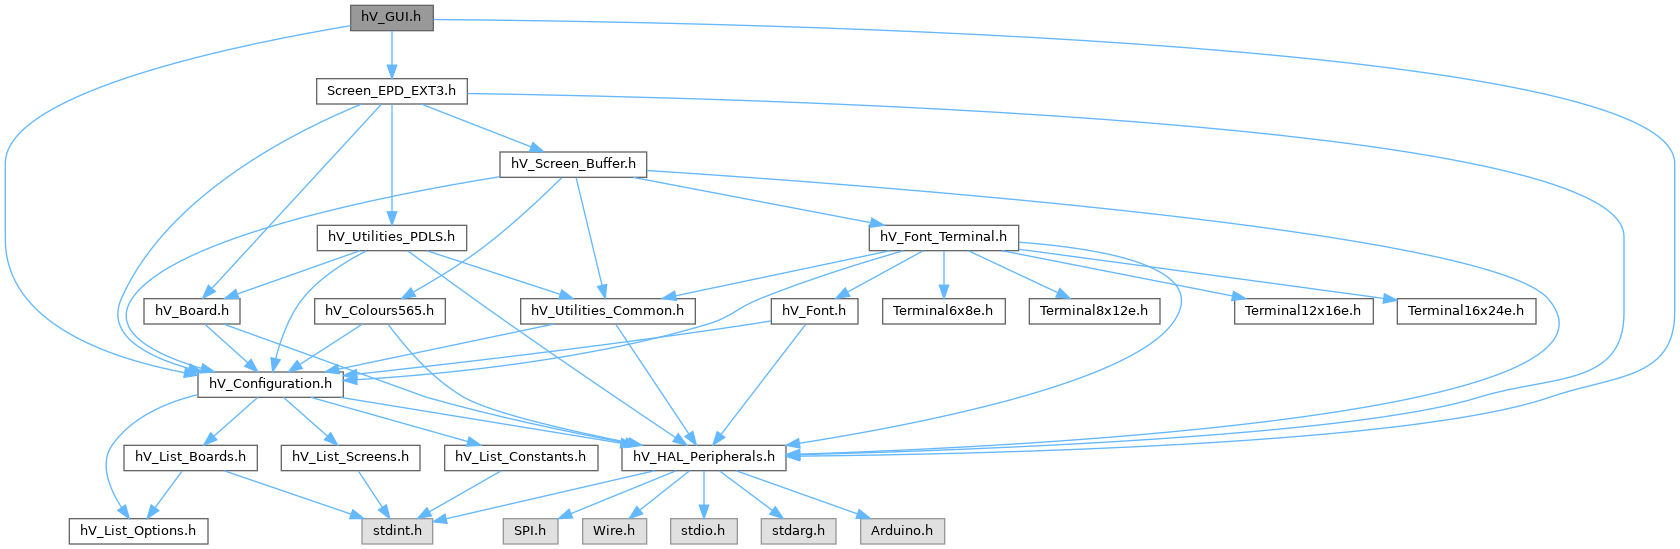 hV_GUI.h
Screen_EPD_EXT3.h
hV_Screen_Buffer.h
hV_Utilities_PDLS.h
hV_Font_Terminal.h
hV_Board.h
hV_Colours565.h
hV_Utilities_Common.h
hV_Font.h
Terminal6x8e.h
Terminal8x12e.h
Terminal12x16e.h
Terminal16x24e.h
hV_Configuration.h
hV_List_Boards.h
hV_List_Screens.h
hV_List_Constants.h
hV_HAL_Peripherals.h
hV_List_Options.h
stdint.h
SPI.h
Wire.h
stdio.h
stdarg.h
Arduino.h